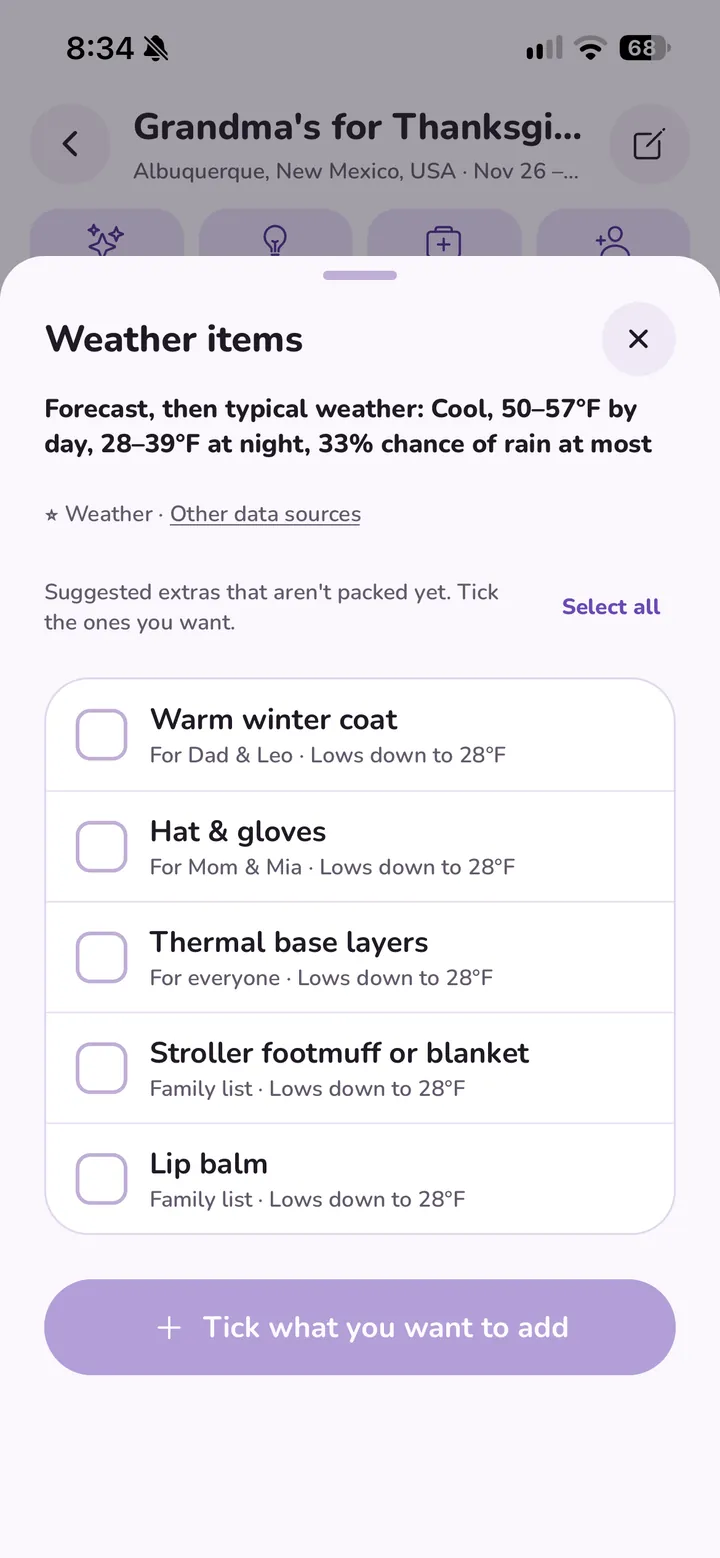 8:34
68
Grandma's for Thanksgi...
Albuquerque, New Mexico, USA · Nov 26 –...
Weather items
Forecast, then typical weather: Cool, 50–57°F by
day, 28–39°F at night, 33% chance of rain at most
Weather · Other data sources
Suggested extras that aren't packed yet. Tick
the ones you want.
Select all
Warm winter coat
For Dad & Leo · Lows down to 28°F
Hat & gloves
For Mom & Mia · Lows down to 28°F
Thermal base layers
For everyone · Lows down to 28°F
Stroller footmuff or blanket
Family list · Lows down to 28°F
Lip balm
Family list · Lows down to 28°F
Tick what you want to add